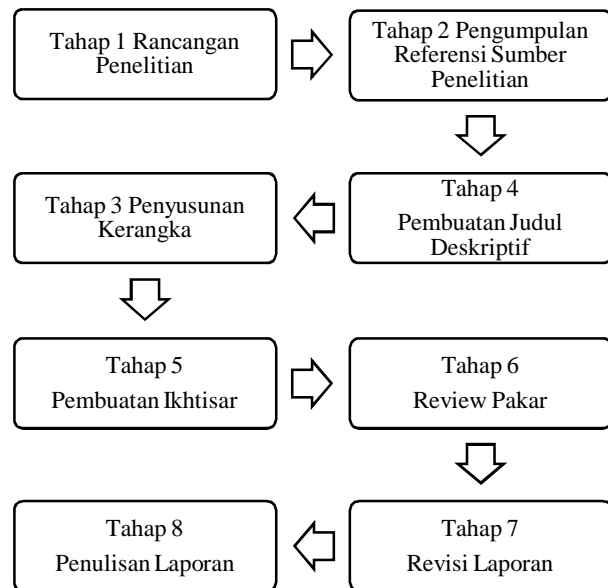 Tahap 1 Rancangan
Penelitian
Tahap 2 Pengumpulan
Referensi Sumber
Penelitian
Tahap 3 Penyusunan
Kerangka
Tahap 4
Pembuatan Judul
Deskriptif
Tahap 5
Pembuatan Ikhtisar
Tahap 6
Review Pakar
Tahap 8
Penulisan Laporan
Tahap 7
Revisi Laporan